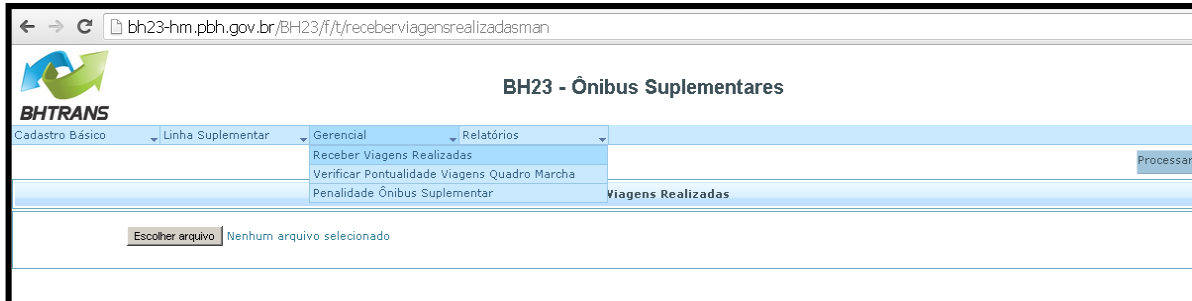 bh23-hm.pbh.gov.br/BH23/f/t/receberviagensrealizadasman
BHTRANS
BH23 - Ônibus Suplementares
Cadastro Básico Linha Suplementar Gerencial Relatórios
Receber Viagens Realizadas
Processar
Verificar Pontualidade Viagens Quadro Marcha
Penalidade Ônibus Suplementar
Viagens Realizadas
Escolher arquivo Nenhum arquivo selecionado